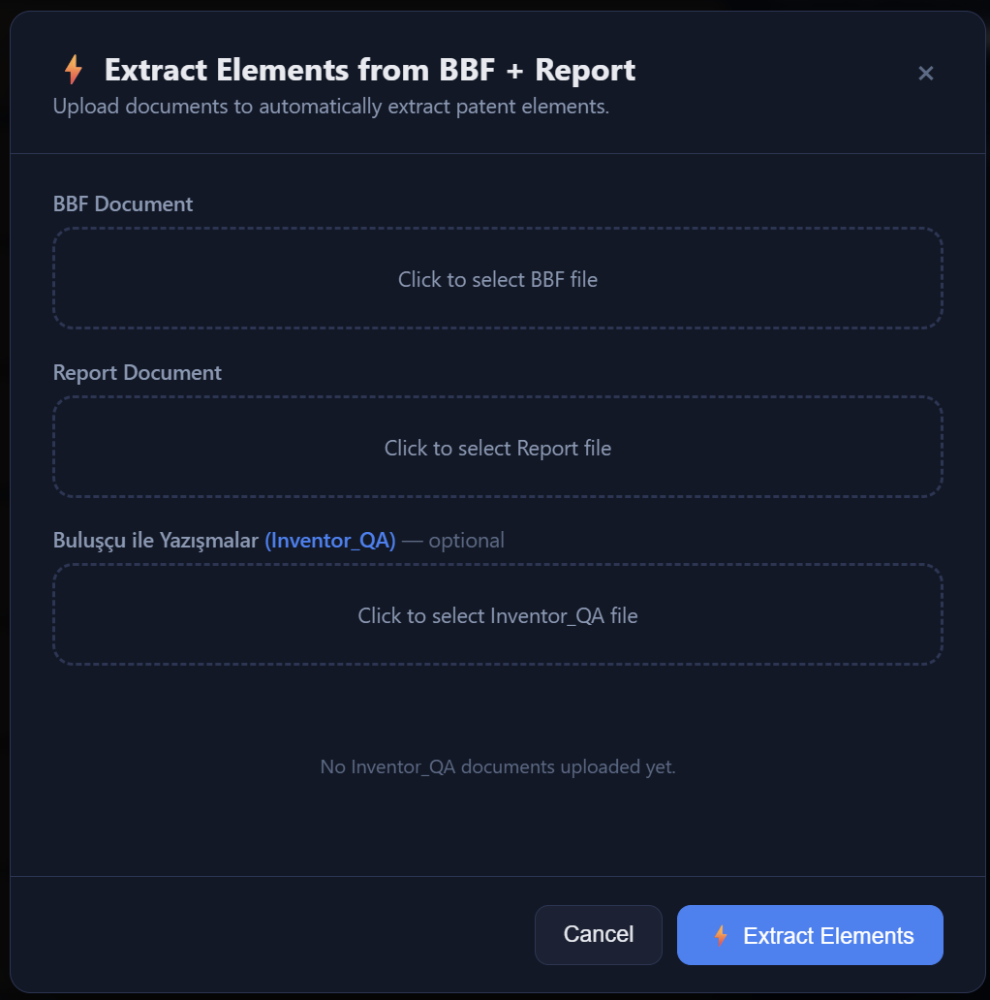 ⚡ Extract Elements from BBF + Report
×
Upload documents to automatically extract patent elements.
BBF Document
Click to select BBF file
Report Document
Click to select Report file
Buluşçu ile Yazışmalar (Inventor_QA) — optional
Click to select Inventor_QA file
No Inventor_QA documents uploaded yet.
Cancel
⚡ Extract Elements